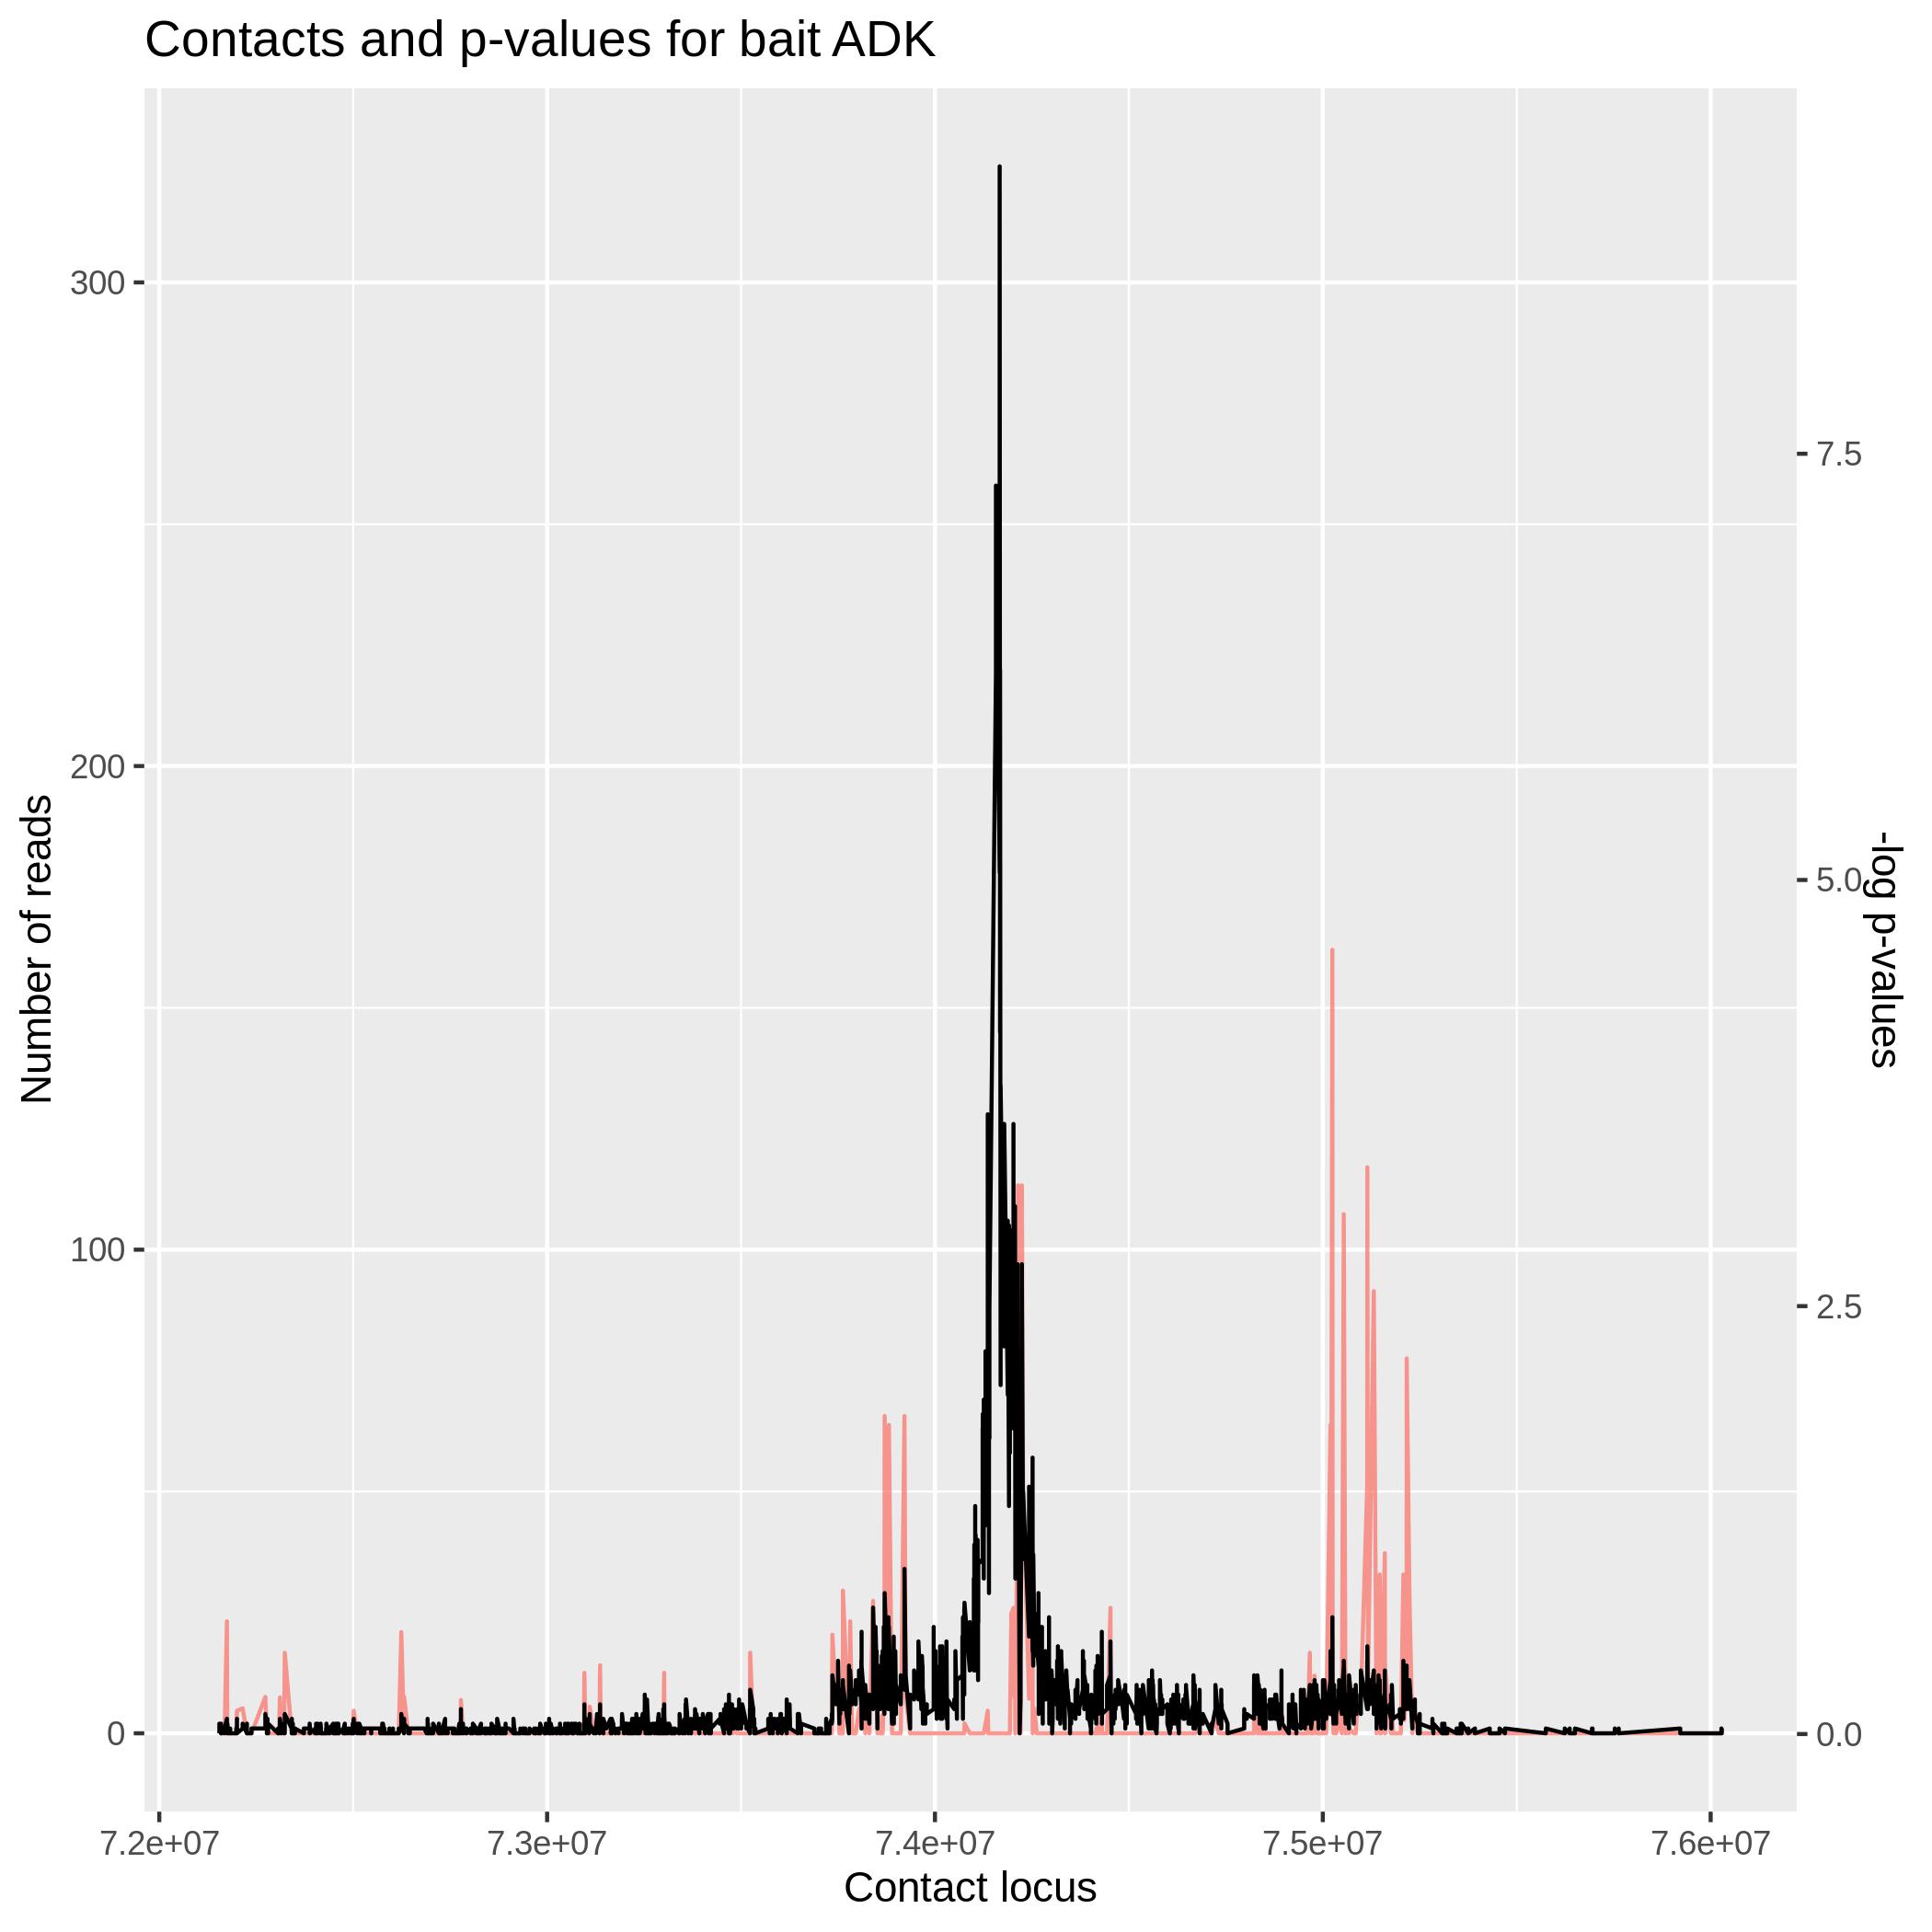 Contacts and p-values for bait ADK
Number of reads
300
200
100
0
7.5
5.0
2.5
0.0
-log p-values
7.2e+07
7.3e+07
7.4e+07
7.5e+07
7.6e+07
Contact locus